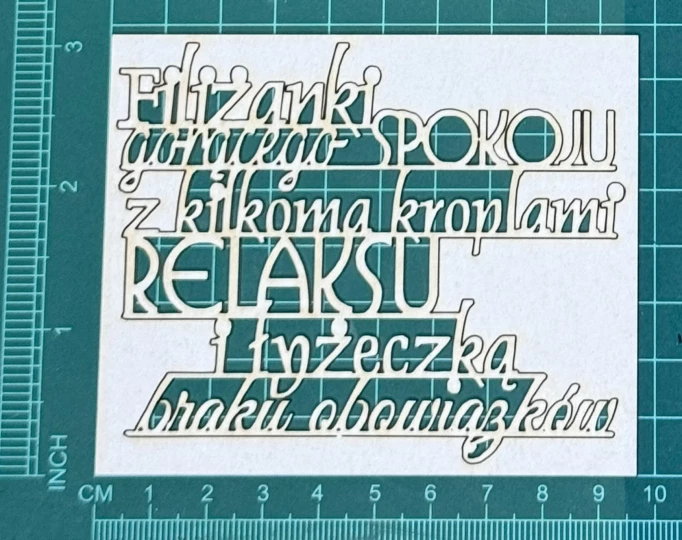 Filiżanki
gorącego SPOKOJU
z kilkoma kroplami
RELAKSU
i łyżeczką
braku obowiązków
3
2
1
INCH
CM 1 2 3 4 5 6 7 8 9 10